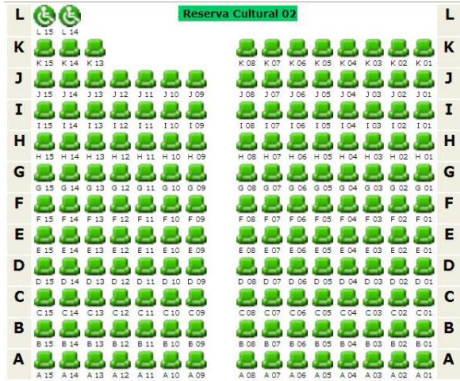 L Reserva Cultural 02 L
L 15 L 14
K K
K 15 K 14 K 13 K 08 K 07 K 06 K 05 K 04 K 03 K 02 K 01
J J
J 15 J 14 J 13 J 12 J 11 J 10 J 09 J 08 J 07 J 06 J 05 J 04 J 03 J 02 J 01
I I
I 15 I 14 I 13 I 12 I 11 I 10 I 09 I 08 I 07 I 06 I 05 I 04 I 03 I 02 I 01
H H
H 15 H 14 H 13 H 12 H 11 H 10 H 09 H 08 H 07 H 06 H 05 H 04 H 03 H 02 H 01
G G
G 15 G 14 G 13 G 12 G 11 G 10 G 09 G 08 G 07 G 06 G 05 G 04 G 03 G 02 G 01
F F
F 15 F 14 F 13 F 12 F 11 F 10 F 09 F 08 F 07 F 06 F 05 F 04 F 03 F 02 F 01
E E
E 15 E 14 E 13 E 12 E 11 E 10 E 09 E 08 E 07 E 06 E 05 E 04 E 03 E 02 E 01
D D
D 15 D 14 D 13 D 12 D 11 D 10 D 09 D 08 D 07 D 06 D 05 D 04 D 03 D 02 D 01
C C
C 15 C 14 C 13 C 12 C 11 C 10 C 09 C 08 C 07 C 06 C 05 C 04 C 03 C 02 C 01
B B
B 15 B 14 B 13 B 12 B 11 B 10 B 09 B 08 B 07 B 06 B 05 B 04 B 03 B 02 B 01
A A
A 15 A 14 A 13 A 12 A 11 A 10 A 09 A 08 A 07 A 06 A 05 A 04 A 03 A 02 A 01